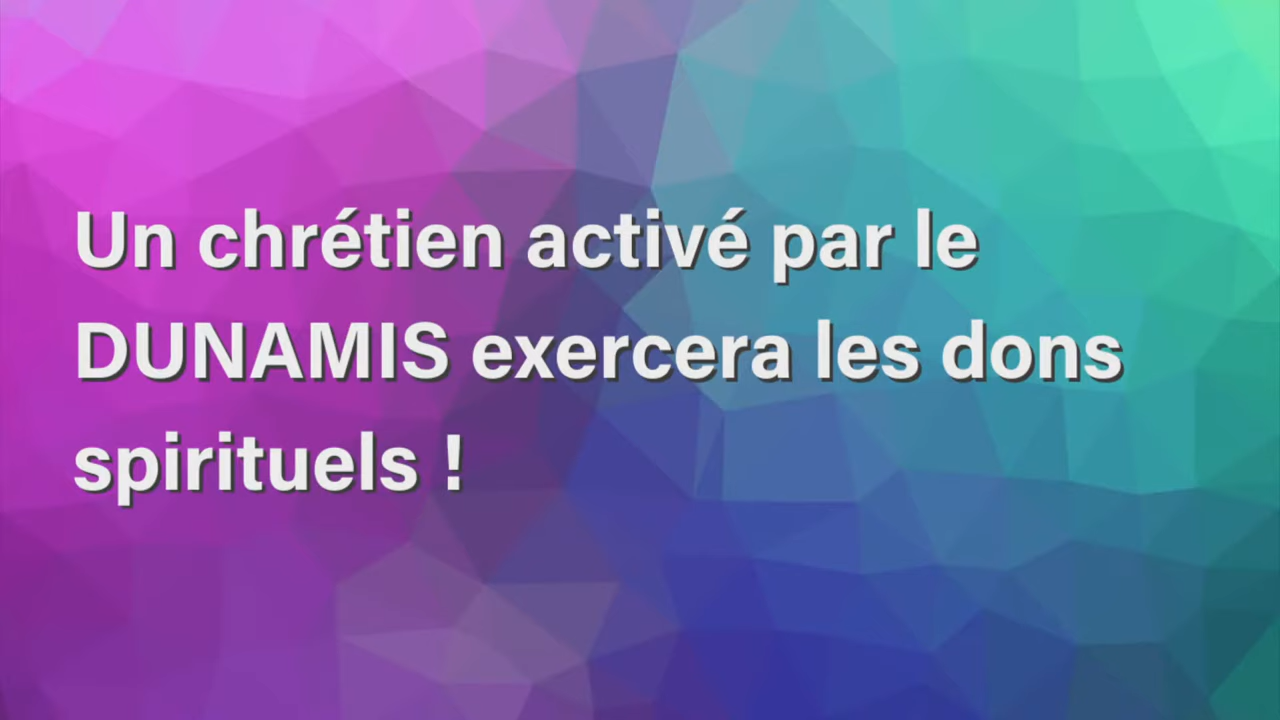 Un chrétien activé par le
DUNAMIS exercera les dons
spirituels !